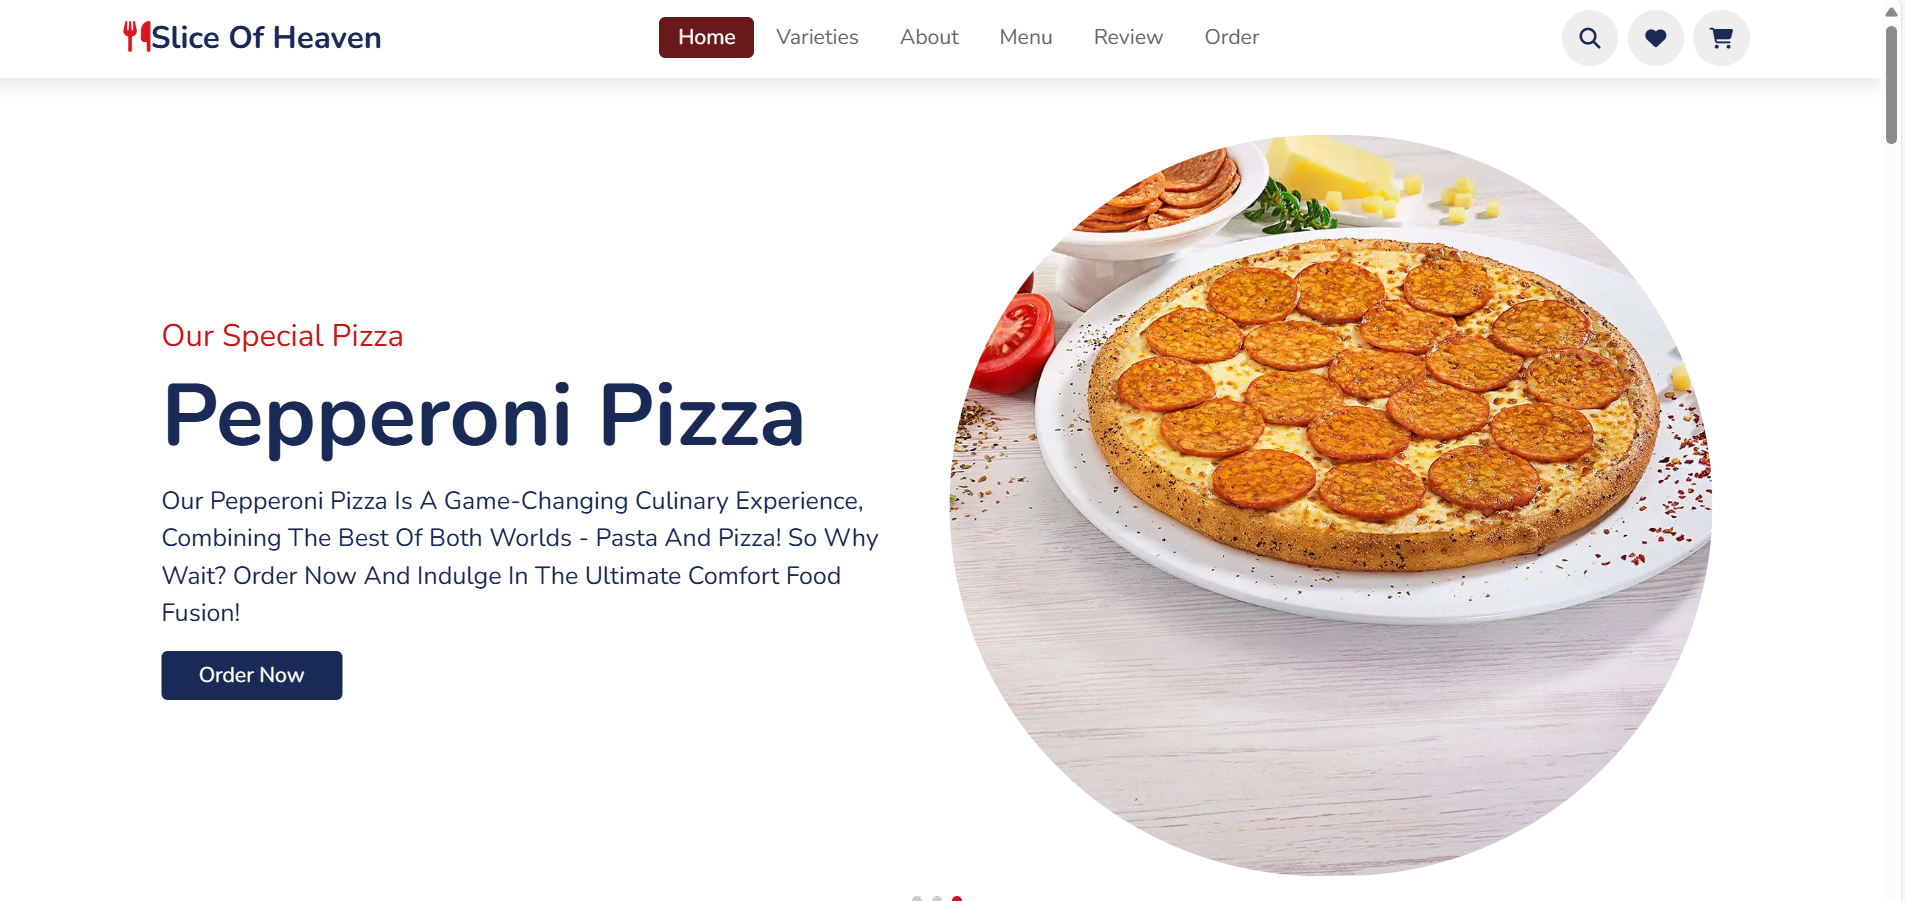 Slice Of Heaven
Home Varieties About Menu Review Order
Our Special Pizza
Pepperoni Pizza
Our Pepperoni Pizza Is A Game-Changing Culinary Experience,
Combining The Best Of Both Worlds - Pasta And Pizza! So Why
Wait? Order Now And Indulge In The Ultimate Comfort Food
Fusion!
Order Now